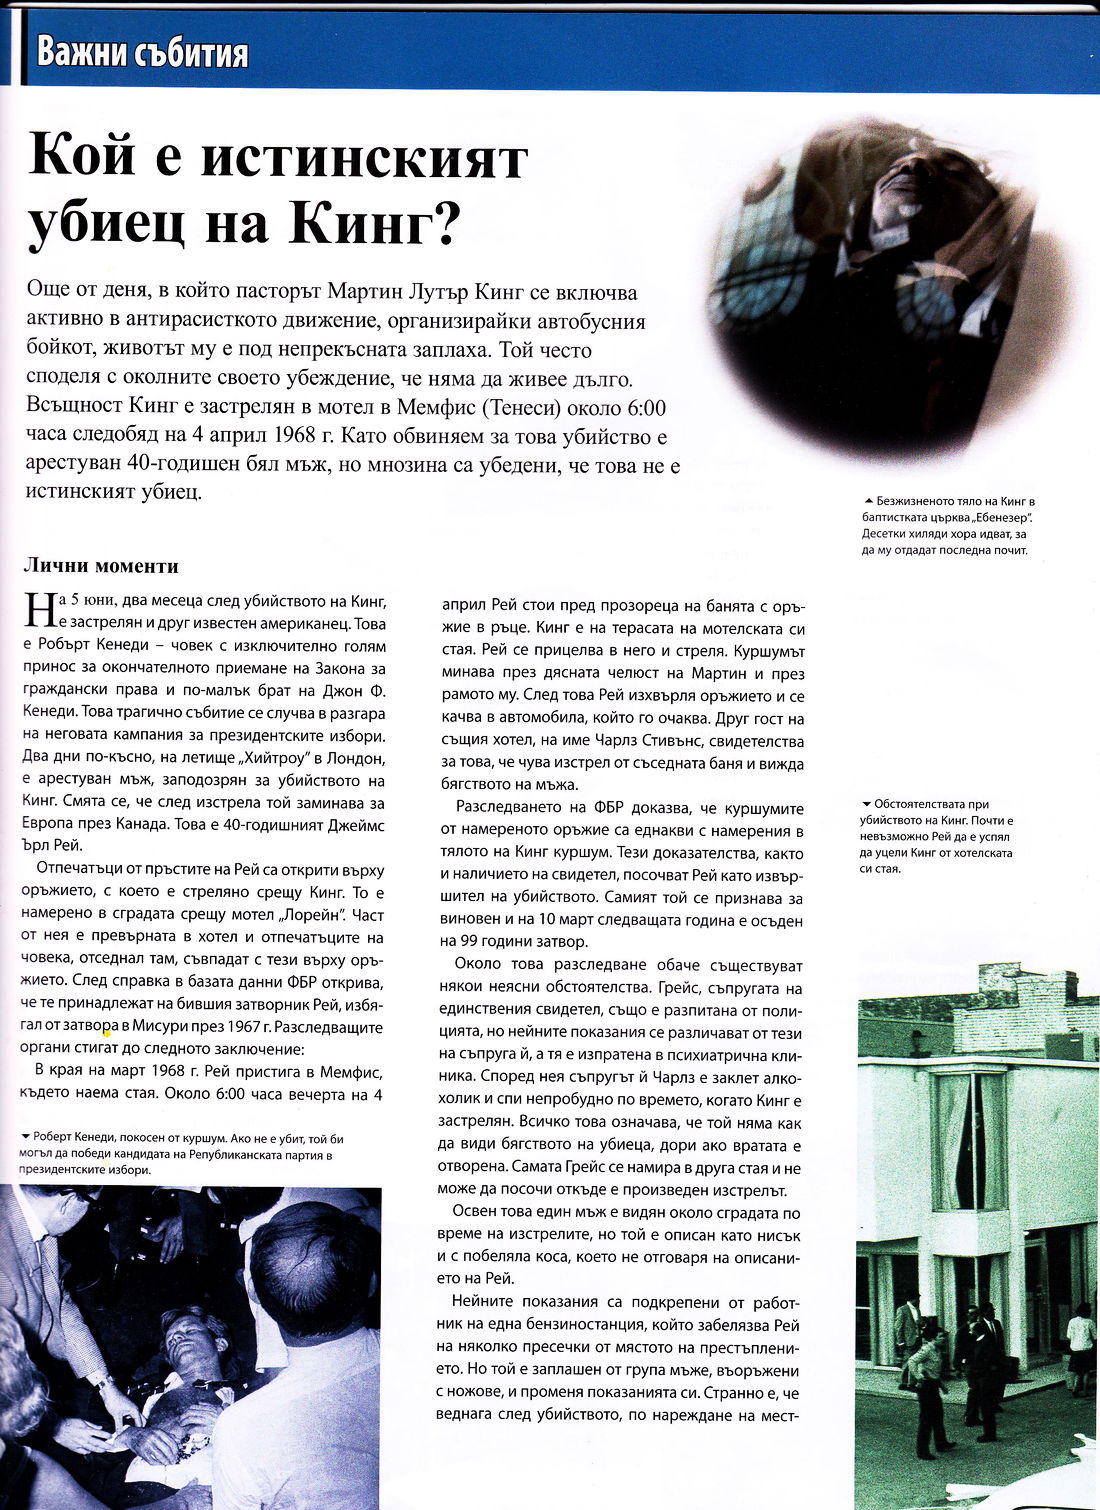 Важни събития
Кой е истинският
убиец на Кинг?
Още от деня, в който пасторът Мартин Лутър Кинг се включва
активно в антирасисткото движение, организирайки автобусния
бойкот, животът му е под непрекъсната заплаха. Той често
споделя с околните своето убеждение, че няма да живее дълго.
Всъщност Кинг е застрелян в мотел в Мемфис (Тенеси) около 6:00
часа следобяд на 4 април 1968 г. Като обвиняем за това убийство е
арестуван 40-годишен бял мъж, но мнозина са убедени, че това не е
истинският убиец.
Безжизненото тяло на Кинг в
баптистката църква „Ебенезер".
Десетки хиляди хора идват, за
да му отдадат последна почит.
Лични моменти
На 5 юни, два месеца след убийството на Кинг,
е застрелян и друг известен американец. Това
е Робърт Кенеди – човек с изключително голям
принос за окончателното приемане на Закона за
граждански права и по-малък брат на Джон Ф.
Кенеди. Това трагично събитие се случва в разгара
на неговата кампания за президентските избори.
Два дни по-късно, на летище „Хийтроу" в Лондон,
е арестуван мъж, заподозрян за убийството на
Кинг. Смята се, че след изстрела той заминава за
Европа през Канада. Това е 40-годишният Джеймс
Ърл Рей.
Отпечатъци от пръстите на Рей са открити върху
оръжието, с което е стреляно срещу Кинг. То е
намерено в сградата срещу мотел „Лорейн". Част
от нея е превърната в хотел и отпечатъците на
човека, отседнал там, съвпадат с тези върху оръ-
жието. След справка в базата данни ФБР открива,
че те принадлежат на бившия затворник Рей, избя-
гал от затвора в Мисури през 1967 г. Разследващите
органи стигат до следното заключение:
В края на март 1968 г. Рей пристига в Мемфис,
където наема стая. Около 6:00 часа вечерта на 4
Роберт Кенеди, покосен от куршум. Ако не е убит, той би
могъл да победи кандидата на Републиканската партия в
президентските избори.
април Рей стои пред прозореца на банята с оръ-
жие в ръце. Кинг е на терасата на мотелската си
стая. Рей се прицелва в него и стреля. Куршумът
минава през дясната челюст на Мартин и през
рамото му. След това Рей изхвърля оръжието и се
качва в автомобила, който го очаква. Друг гост на
същия хотел, на име Чарлз Стивънс, свидетелства
за това, че чува изстрел от съседната баня и вижда
бягството на мъжа.
Разследването на ФБР доказва, че куршумите
от намереното оръжие са еднакви с намерения в
тялото на Кинг куршум. Тези доказателства, както
и наличието на свидетел, посочват Рей като извър-
шител на убийството. Самият той се признава за
виновен и на 10 март следващата година е осъден
на 99 години затвор.
Около това разследване обаче съществуват
някои неясни обстоятелства. Грейс, съпругата на
единствения свидетел, също е разпитана от поли-
цията, но нейните показания се различават от тези
на съпруга й, а тя е изпратена в психиатрична кли-
ника. Според нея съпругът й Чарлз е заклет алко-
холик и спи непробудно по времето, когато Кинг е
застрелян. Всичко това означава, че той няма как
да види бягството на убиеца, дори ако вратата е
отворена. Самата Грейс се намира в друга стая и не
може да посочи откъде е произведен изстрелът.
Освен това един мъж е видян около сградата по
време на изстрелите, но той е описан като нисък
и с побеляла коса, което не отговаря на описани-
ето на Рей.
Нейните показания са подкрепени от работ-
ник на една бензиностанция, който забелязва Рей
на няколко пресечки от мястото на престъплени-
ето. Но той е заплашен от група мъже, въоръжени
с ножове, и променя показанията си. Странно е, че
веднага след убийството, по нареждане на мест-
Обстоятелствата при
убийството на Кинг. Почти е
невъзможно Рей да е успял
да уцели Кинг от хотелската
си стая.